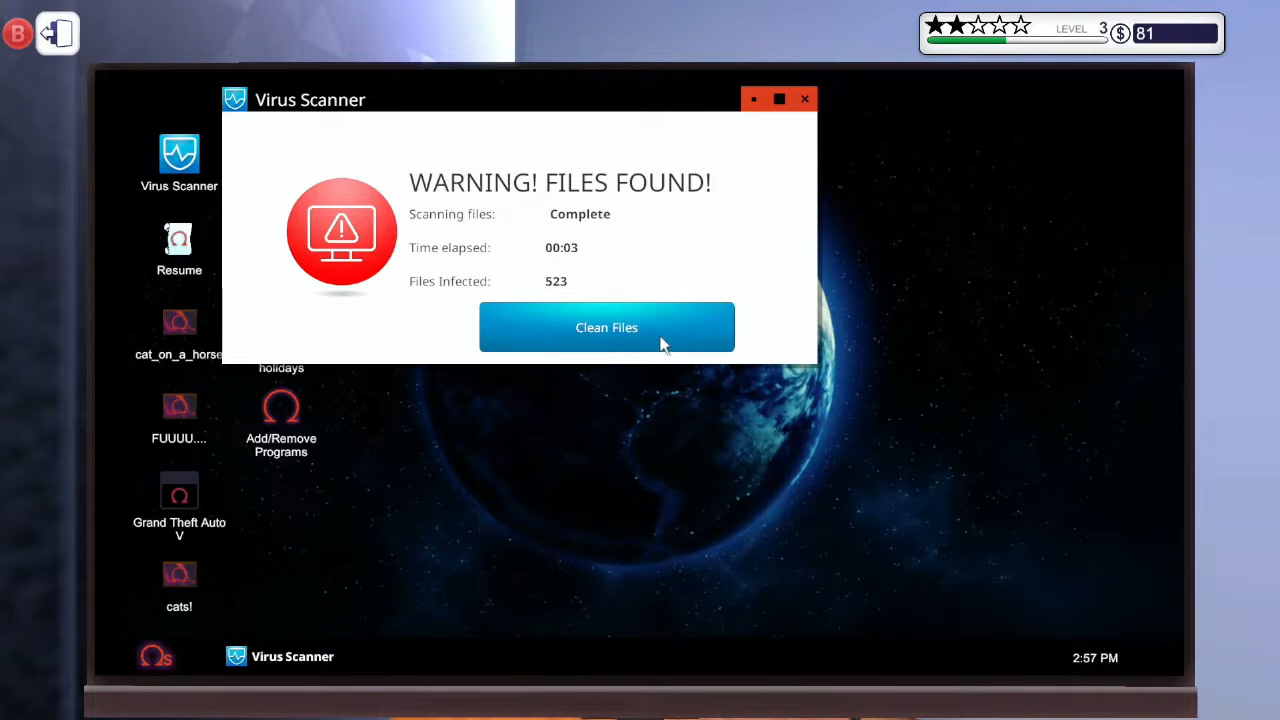 B
LEVEL 3
$ 81
Virus Scanner
WARNING! FILES FOUND!
Scanning files: Complete
Time elapsed: 00:03
Files Infected: 523
Clean Files
Virus Scanner
Resume
cat_on_a_horse
holidays
FUUUU....
Add/Remove
Programs
Grand Theft Auto
V
cats!
Ωs
Virus Scanner
2:57 PM